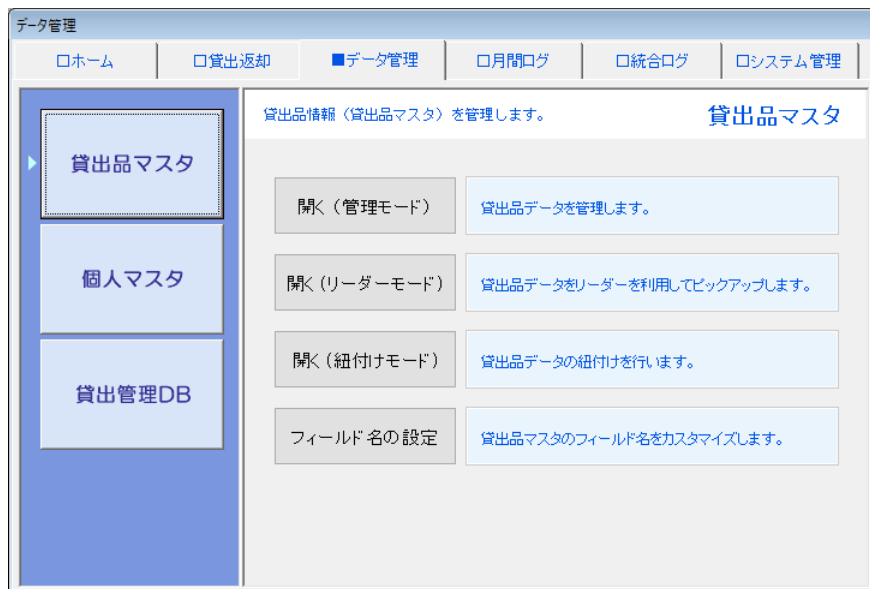 データ管理
□ホーム □貸出返却 ■データ管理 □月間ログ □統合ログ □システム管理
貸出品マスタ
個人マスタ
貸出管理DB
貸出品情報（貸出品マスタ）を管理します。 貸出品マスタ
開く（管理モード） 貸出品データを管理します。
開く（リーダーモード） 貸出品データをリーダーを利用してピックアップします。
開く（紐付けモード） 貸出品データの紐付けを行います。
フィールド名の設定 貸出品マスタのフィールド名をカスタマイズします。